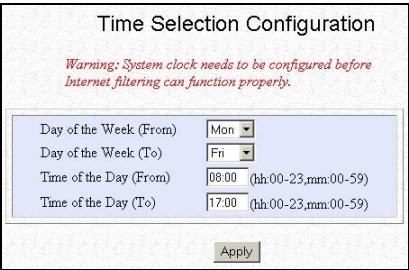 Time Selection Configuration
Warning: System clock needs to be configured before
Internet filtering can function properly.
Day of the Week (From) Mon
Day of the Week (To) Fri
Time of the Day (From) 08:00 (hh:00-23,mm:00-59)
Time of the Day (To) 17:00 (hh:00-23,mm:00-59)
Apply